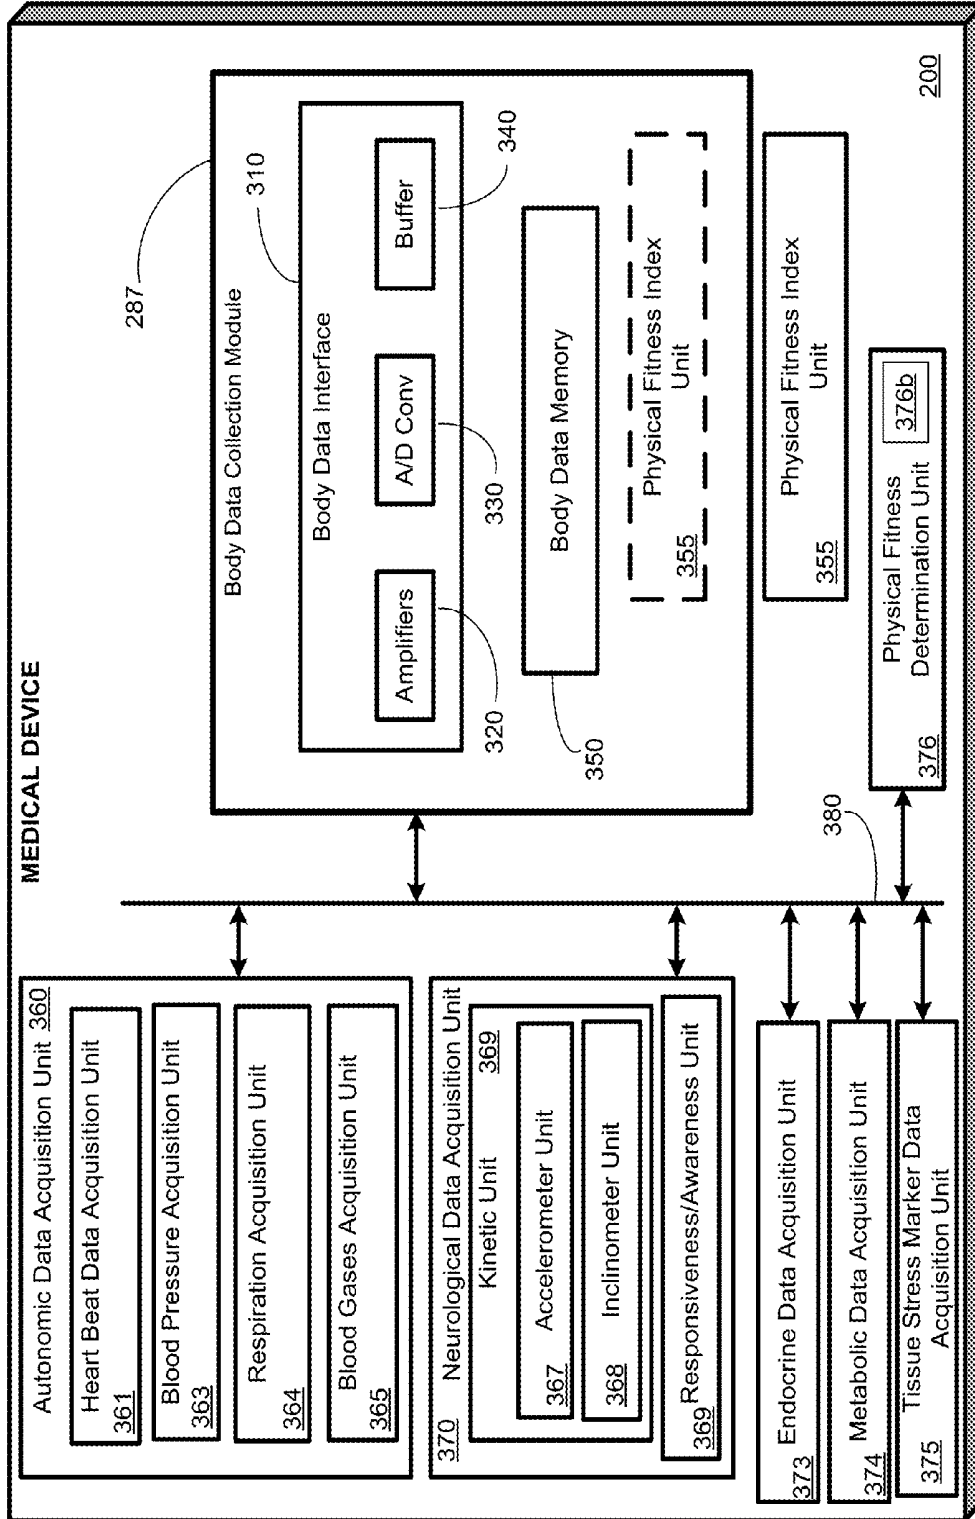 MEDICAL DEVICE
Autonomic Data Acquisition Unit 360
Heart Beat Data Acquisition Unit
361
Blood Pressure Acquisition Unit
363
Respiration Acquisition Unit
364
Blood Gases Acquisition Unit
365
370
Neurological Data Acquisition Unit
Kinetic Unit
369
Accelerometer Unit
367
Inclinometer Unit
368
Responsiveness/Awareness Unit
369
Endocrine Data Acquisition Unit
373
Metabolic Data Acquisition Unit
374
Tissue Stress Marker Data
Acquisition Unit
375
380
287
Body Data Collection Module
310
Body Data Interface
Amplifiers
A/D Conv
Buffer
320
330
340
Body Data Memory
350
Physical Fitness Index
Unit
355
Physical Fitness Index
Unit
355
Physical Fitness
Determination Unit
376
376b
200